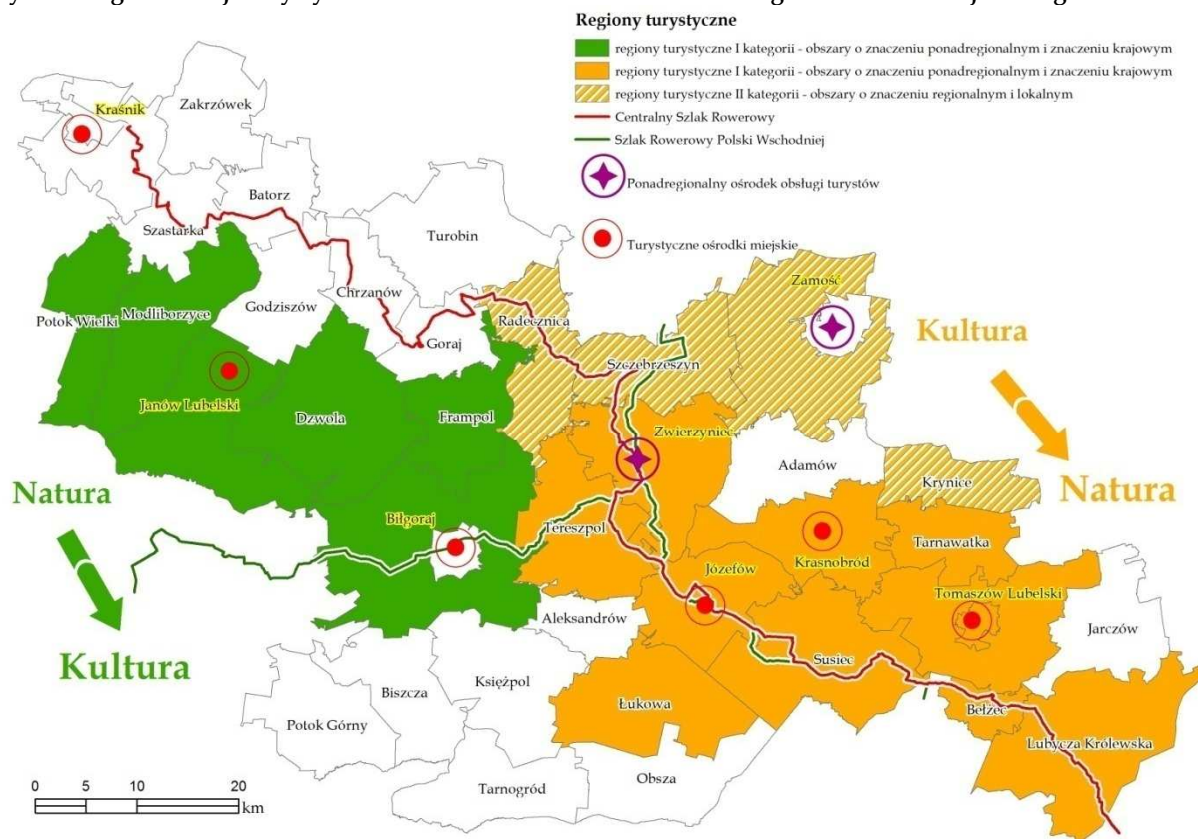 Regiony turystyczne
regiony turystyczne I kategorii - obszary o znaczeniu ponadregionalnym i znaczeniu krajowym
regiony turystyczne I kategorii - obszary o znaczeniu ponadregionalnym i znaczeniu krajowym
regiony turystyczne II kategorii - obszary o znaczeniu regionalnym i lokalnym
Centralny Szlak Rowerowy
Szlak Rowerowy Polski Wschodniej
Ponadregionalny ośrodek obsługi turystów
Turystyczne ośrodki miejskie
Kraśnik
Zakrzówek
Batorz
Szastarka
Turobin
Zamość
Godziszów
Chrzanów
Potok Wielki
Modliborzyce
Radecznica
Kultura
Goraj
Szczebrzeszyn
Janów Lubelski
Dzwola
Frampol
Zwierzyniec
Adamów
Krynice
Natura
Natura
Biłgoraj
Tereszpol
Tarnawatka
Józefów
Krasnobród
Tomaszów Lubelski
Aleksandrów
Jarczów
Kultura
Susiec
Biszcza
Księżpol
Łukowa
Bełżec
Potok Górny
Lubycza Królewska
Obsza
Tarnogród
0 5 10 20
km